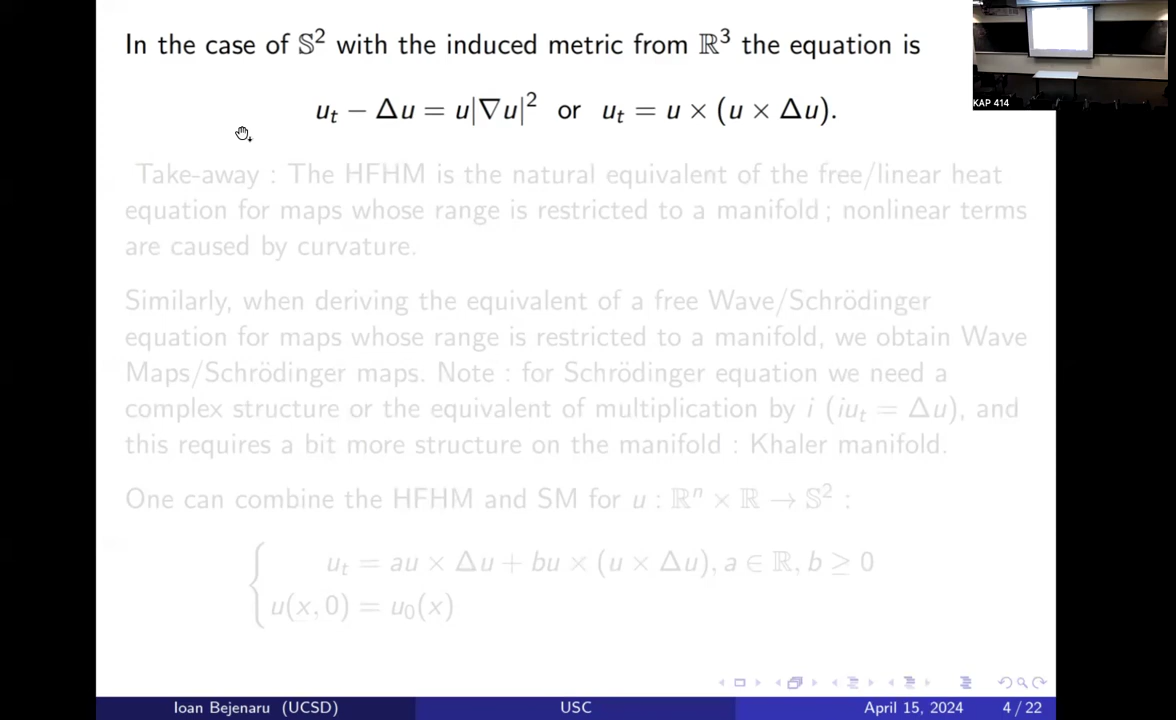 In the case of 𝕊² with the induced metric from ℝ³ the equation is
u_t − Δu = u|∇u|² or u_t = u × (u × Δu).
KAP 414
Take-away : The HFHM is the natural equivalent of the free/linear heat
equation for maps whose range is restricted to a manifold ; nonlinear terms
are caused by curvature.
Similarly, when deriving the equivalent of a free Wave/Schrödinger
equation for maps whose range is restricted to a manifold, we obtain Wave
Maps/Schrödinger maps. Note : for Schrödinger equation we need a
complex structure or the equivalent of multiplication by i (iu_t = Δu), and
this requires a bit more structure on the manifold : Khaler manifold.
One can combine the HFHM and SM for u : ℝⁿ × ℝ → 𝕊² :
u_t = au × Δu + bu × (u × Δu), a ∈ ℝ, b ≥ 0
u(x, 0) = u₀(x)
Ioan Bejenaru (UCSD) USC April 15, 2024 4 / 22